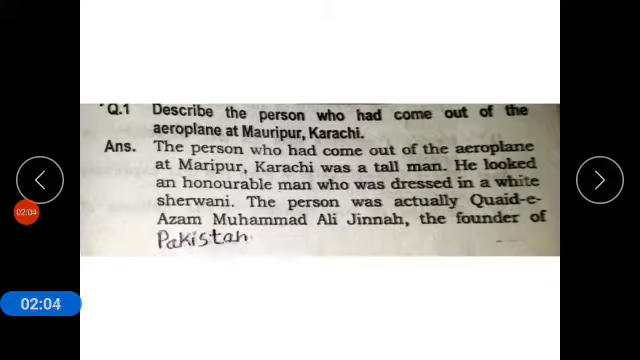 Q.1 Describe the person who had come out of the
aeroplane at Mauripur, Karachi.
Ans. The person who had come out of the aeroplane
at Maripur, Karachi was a tall man. He looked
an honourable man who was dressed in a white
sherwani. The person was actually Quaid-e-
Azam Muhammad Ali Jinnah, the founder of
Pakistan
02:04
02:04